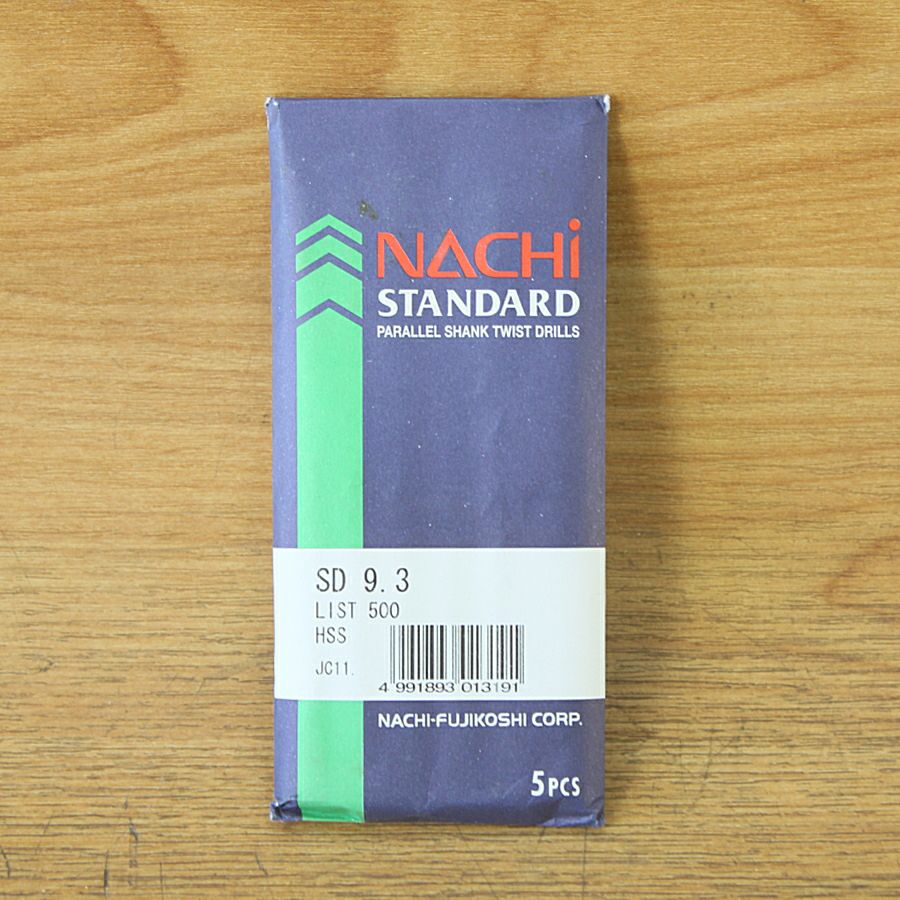 NACHi
STANDARD
PARALLEL SHANK TWIST DRILLS
SD 9.3
LIST 500
HSS
JC11.
4 991893 013191
NACHI-FUJIKOSHI CORP.
5PCS